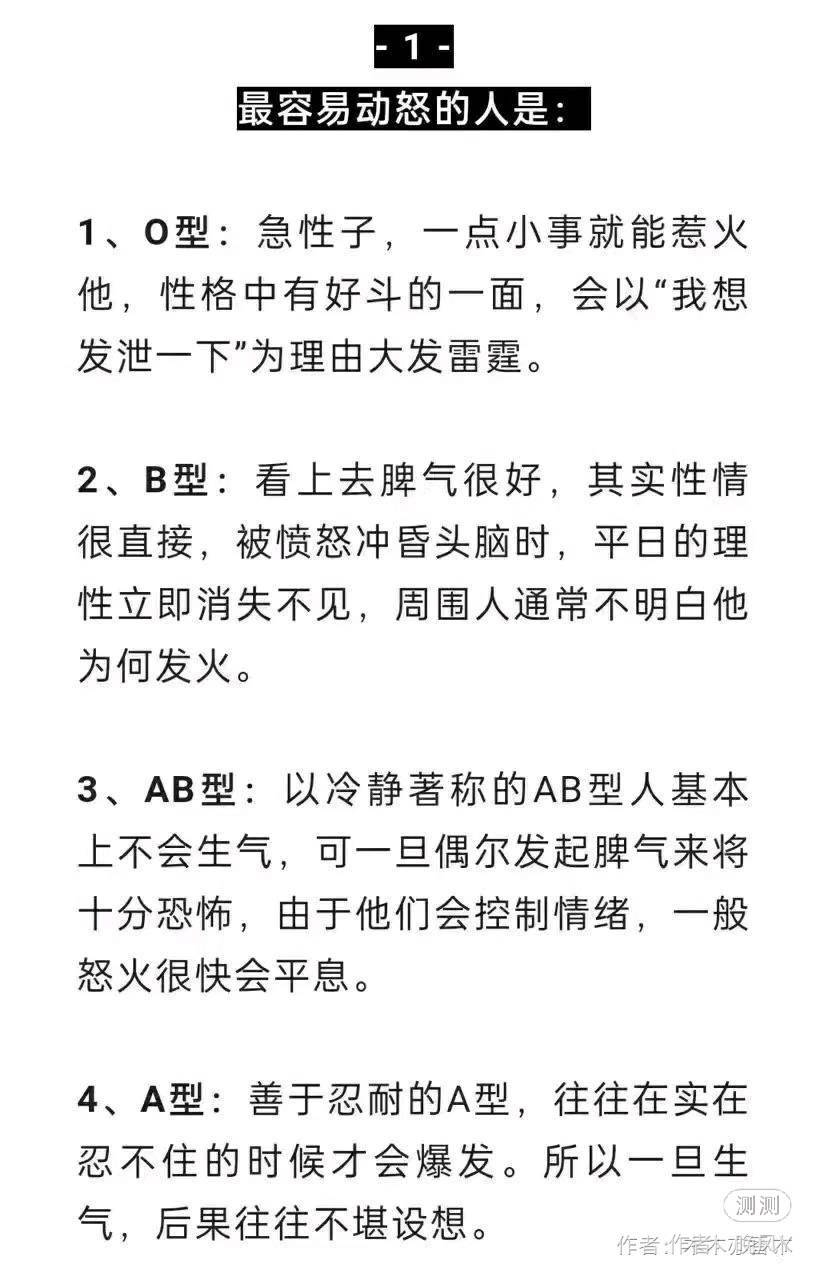 - 1 -
最容易动怒的人是：
1、O型：急性子，一点小事就能惹火
他，性格中有好斗的一面，会以“我想
发泄一下”为理由大发雷霆。
2、B型：看上去脾气很好，其实性情
很直接，被愤怒冲昏头脑时，平日的理
性立即消失不见，周围人通常不明白他
为何发火。
3、AB型：以冷静著称的AB型人基本
上不会生气，可一旦偶尔发起脾气来将
十分恐怖，由于他们会控制情绪，一般
怒火很快会平息。
4、A型：善于忍耐的A型，往往在实在
忍不住的时候才会爆发。所以一旦生
气，后果往往不堪设想。
测测
作者: